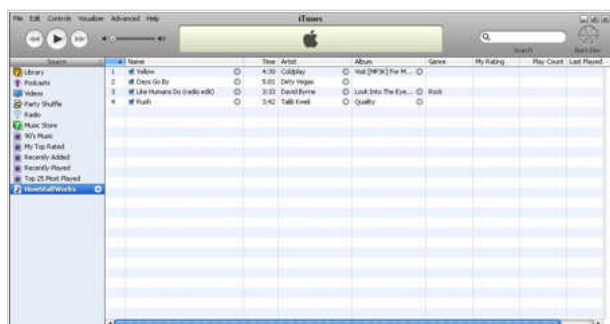 File Edit Controls Visualizer Advanced Help
iTunes
Search
Burn Disc
Source
Name Time Artist Album Genre My Rating Play Count Last Played
Library
Podcasts
Videos
Party Shuffle
Radio
Music Store
90's Music
My Top Rated
Recently Added
Recently Played
Top 25 Most Played
HowStuffWorks
1 Yellow 4:30 Coldplay
2 Days Go By 5:01 Dirty Vegas
3 Like Humans Do (radio edit) 3:33 David Byrne Look Into The Eye... Rock
4 Rush 3:42 Talib Kweli Quality